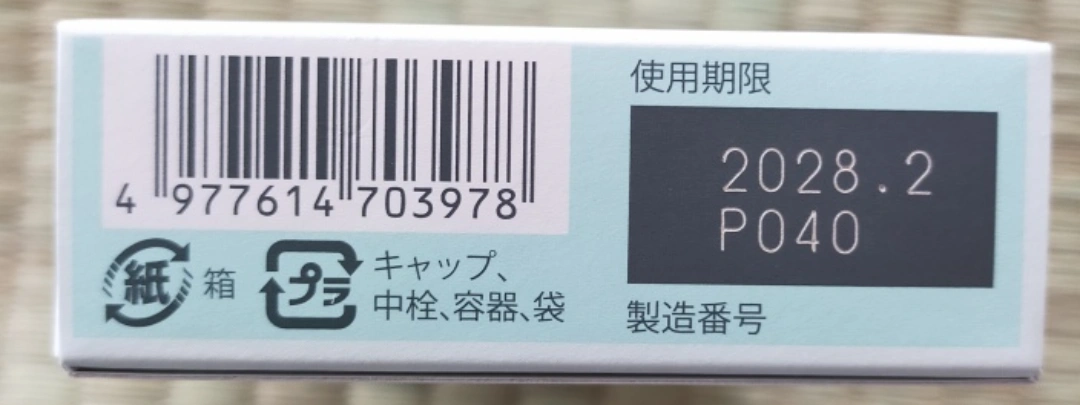 4 977614 703978
紙 箱
プラ キャップ、
中栓、容器、袋
使用期限
2028.2
P040
製造番号